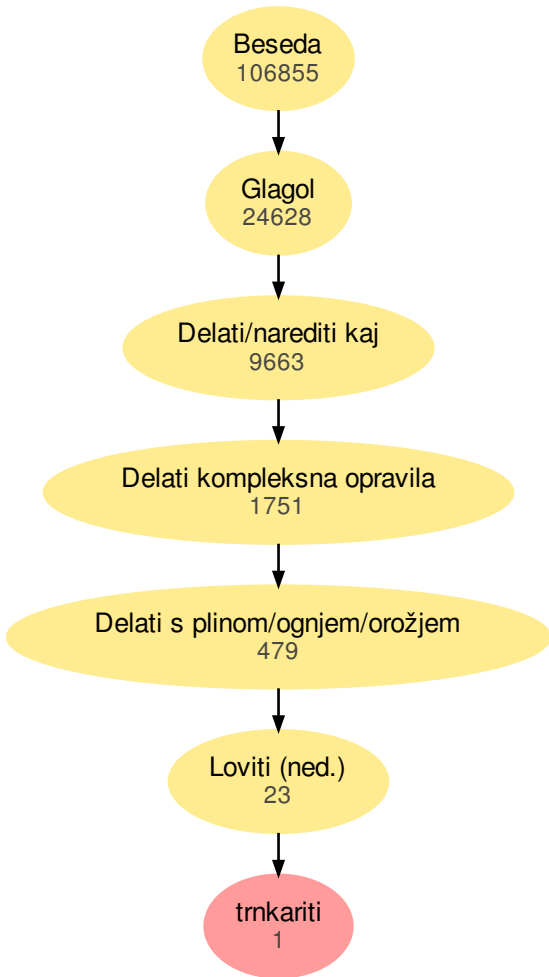 Beseda
106855
Glagol
24628
Delati/narediti kaj
9663
Delati kompleksna opravila
1751
Delati s plinom/ognjem/orožjem
479
Loviti (ned.)
23
trnkariti
1